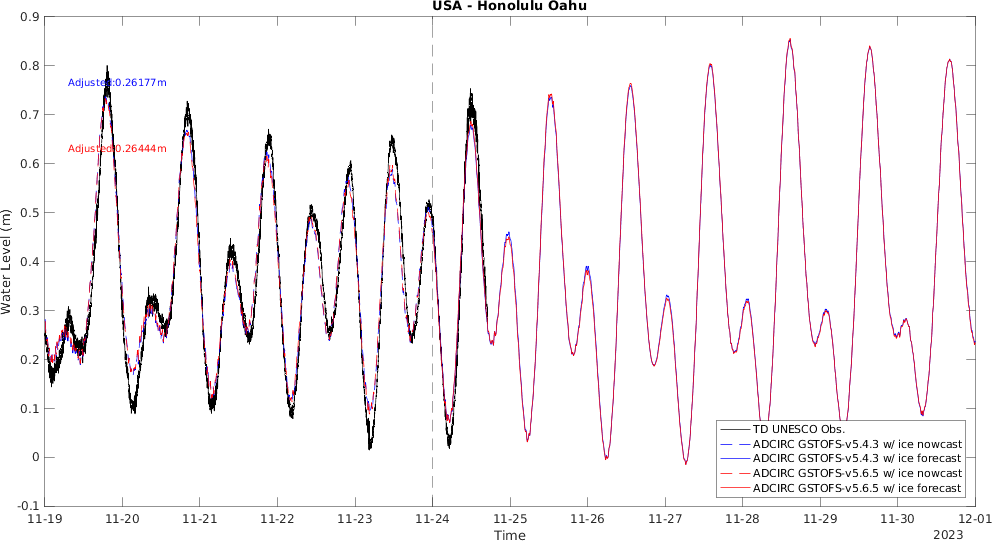 USA - Honolulu Oahu
Water Level (m)
0.9
0.8
0.7
0.6
0.5
0.4
0.3
0.2
0.1
0
-0.1
Adjusted:0.26177m
Adjusted:0.26444m
TD UNESCO Obs.
ADCIRC GSTOFS-v5.4.3 w/ ice nowcast
ADCIRC GSTOFS-v5.4.3 w/ ice forecast
ADCIRC GSTOFS-v5.6.5 w/ ice nowcast
ADCIRC GSTOFS-v5.6.5 w/ ice forecast
11-19 11-20 11-21 11-22 11-23 11-24 11-25 11-26 11-27 11-28 11-29 11-30 12-01
Time
2023